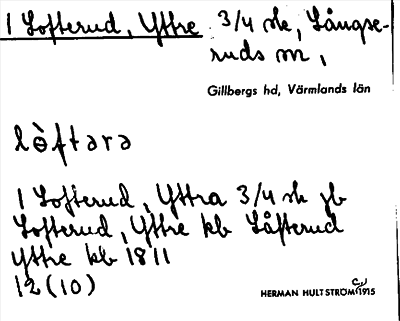 1 Lofterud, Yttre 3/4 sk, Långse-
ruds sn,
Gillbergs hd, Värmlands län
lòftərə
1 Lofterud, Yttra 3/4 sk jb
Lofterud, Yttre kb Låfterud
yttre kb 1811
12 (10)
HERMAN HULTSTRÖM 1915